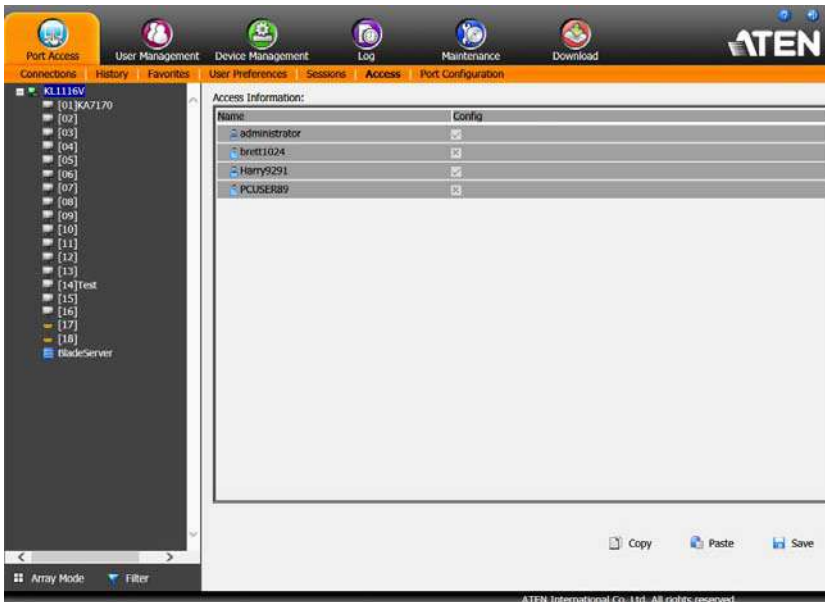 ATEN
Port Access User Management Device Management Log Maintenance Download
Connections History Favorites User Preferences Sessions Access Port Configuration
KL1116V
[01]KA7170
[02]
[03]
[04]
[05]
[06]
[07]
[08]
[09]
[10]
[11]
[12]
[13]
[14]Test
[15]
[16]
[17]
[18]
BladeServer
Access Information:
Name Config
administrator
brett1024
Harry9291
PCUSER89
Copy Paste Save
Array Mode Filter
ATEN International Co., Ltd. All rights reserved.